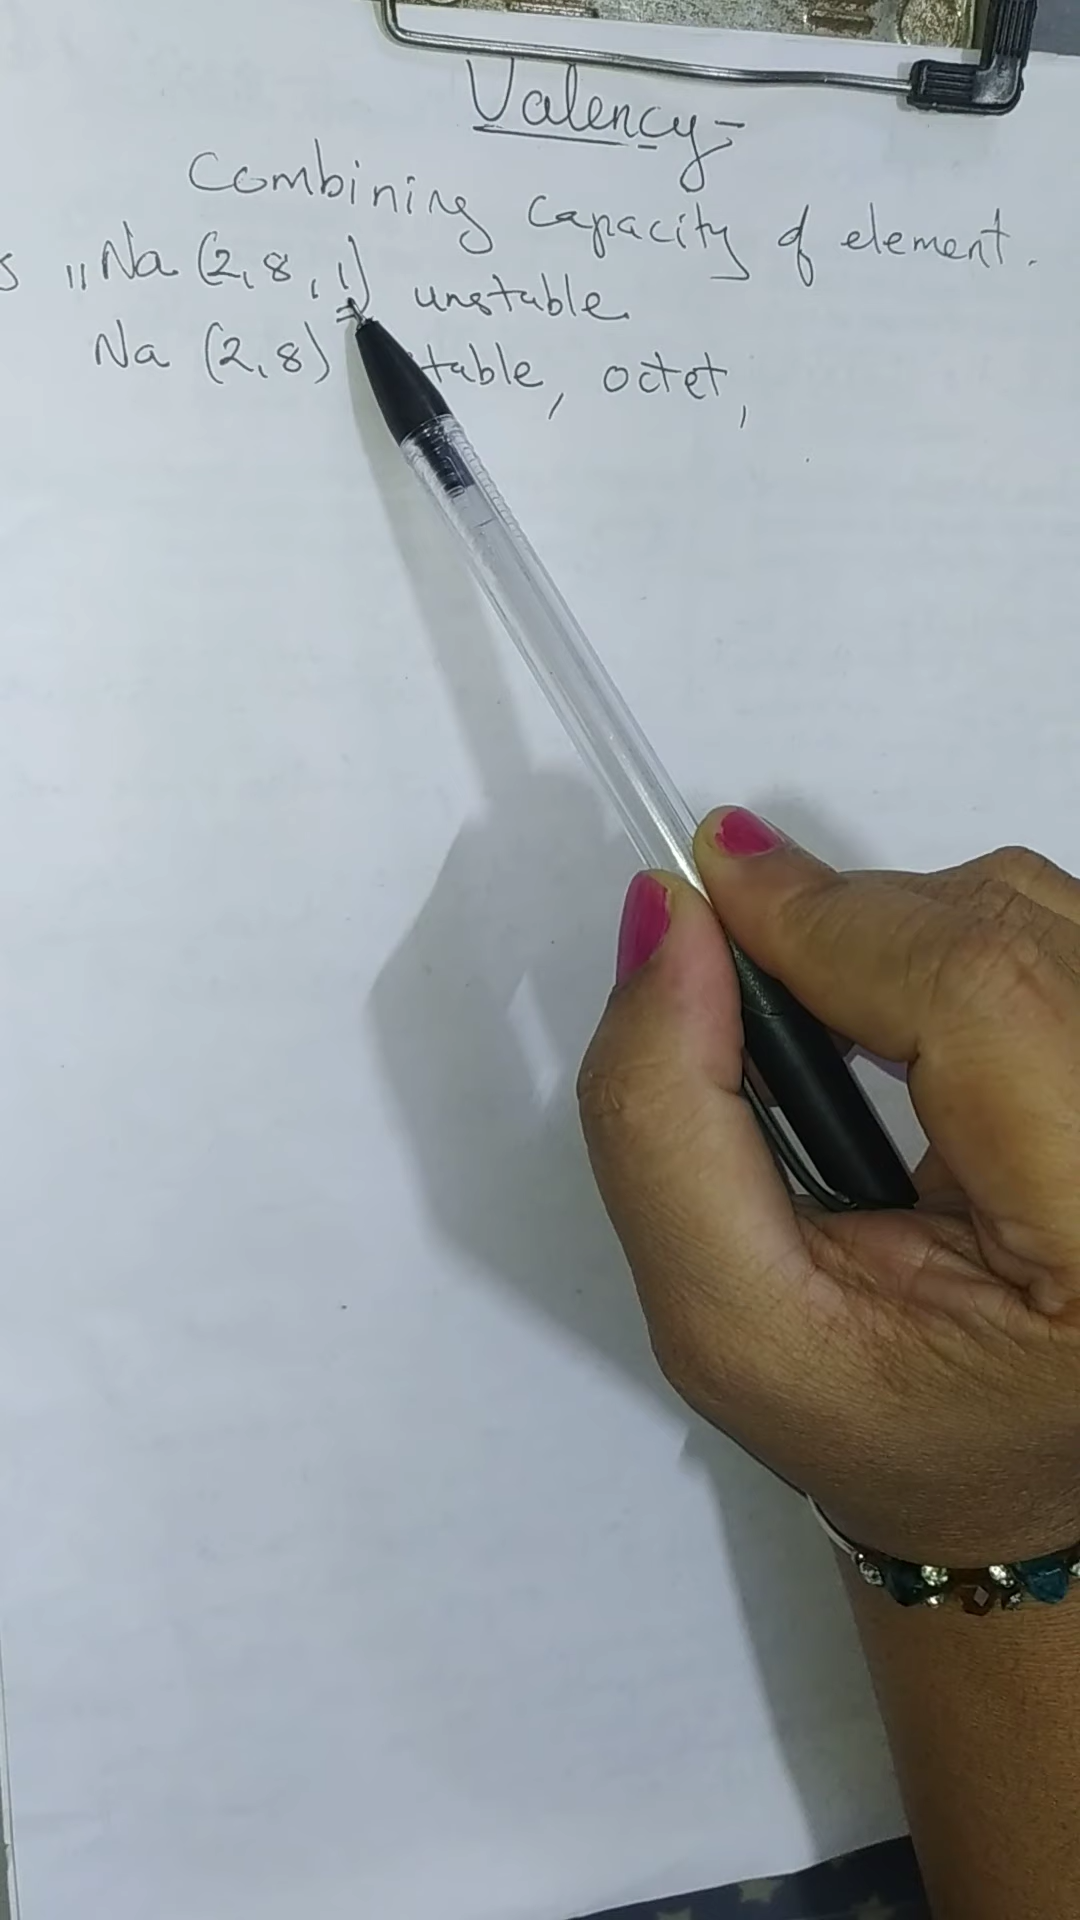 Valency-
Combining capacity of element.
s 11Na (2,8,1) unstable
Na (2,8) stable, octet,